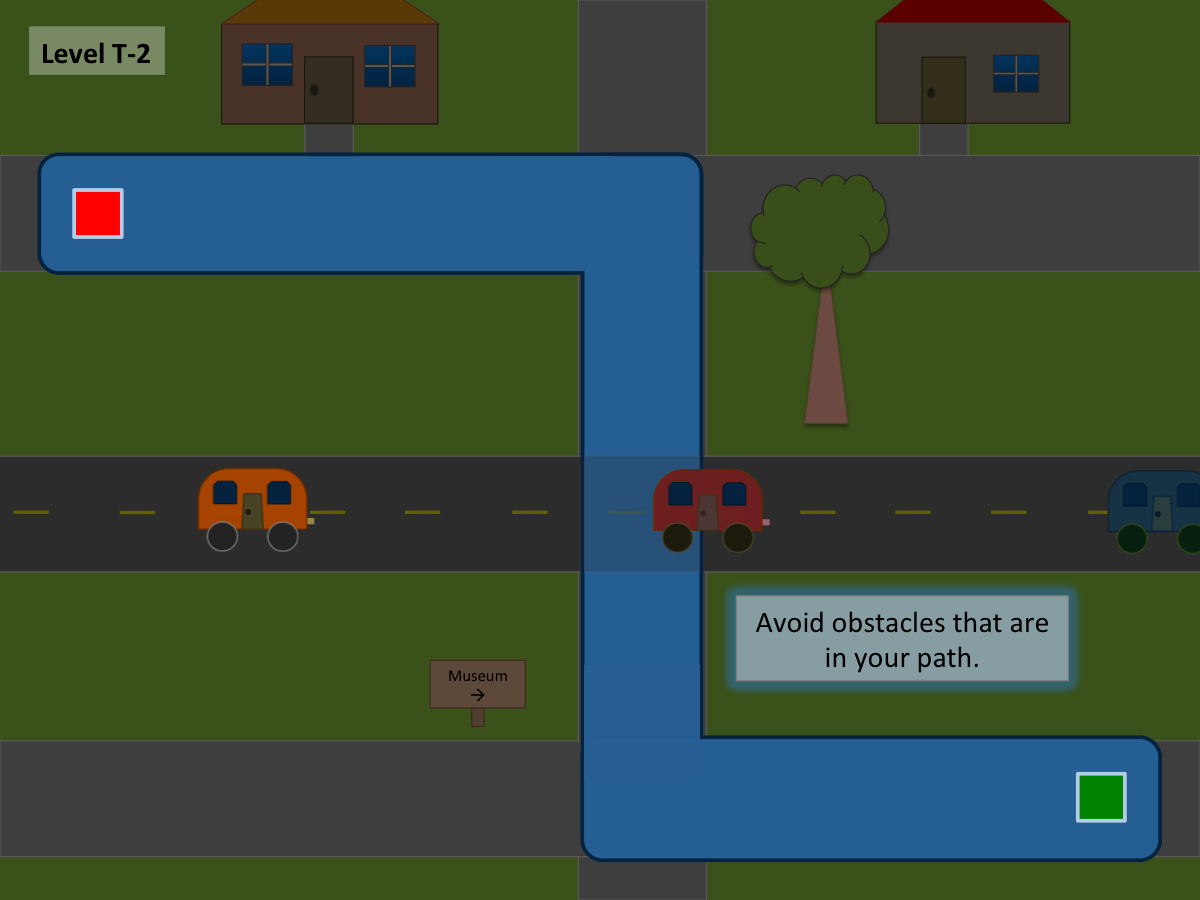 Level T-2
Avoid obstacles that are
in your path.
Museum
→